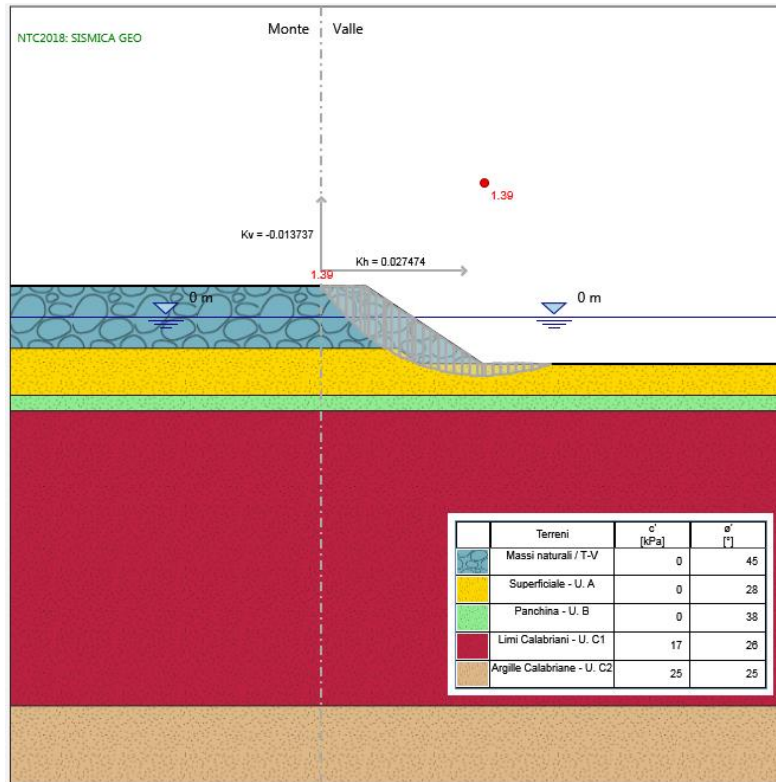 Monte Valle
NTC2018: SISMICA GEO
1.39
Kv = -0.013737
Kh = 0.027474
1.39
0 m
0 m
Terreni c' [kPa] ø' [°]
Massi naturali / T-V 0 45
Superficiale - U. A 0 28
Panchina - U. B 0 38
Limi Calabriani - U. C1 17 26
Argille Calabriane - U. C2 25 25